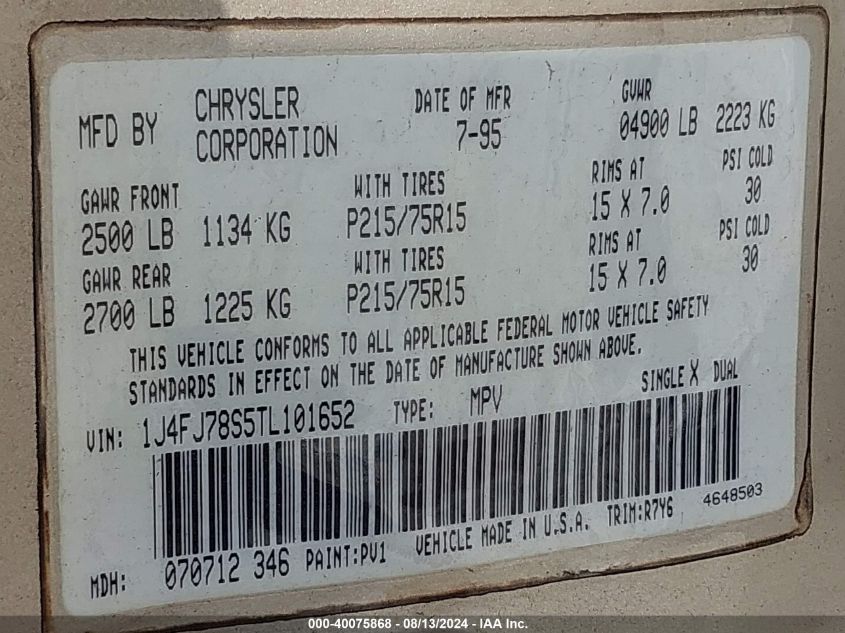 MFD BY CHRYSLER CORPORATION DATE OF MFR 7-95 GVWR 04900 LB 2223 KG
GAWR FRONT WITH TIRES RIMS AT PSI COLD
2500 LB 1134 KG P215/75R15 15 X 7.0 30
GAWR REAR WITH TIRES RIMS AT PSI COLD
2700 LB 1225 KG P215/75R15 15 X 7.0 30
THIS VEHICLE CONFORMS TO ALL APPLICABLE FEDERAL MOTOR VEHICLE SAFETY
STANDARDS IN EFFECT ON THE DATE OF MANUFACTURE SHOWN ABOVE.
VIN: 1J4FJ78S5TL101652 TYPE: MPV SINGLE X DUAL
MDH: 070712 346 PAINT:PV1 VEHICLE MADE IN U.S.A. TRIM:R7Y6 4648503
000-40075868 - 08/13/2024 - IAA Inc.